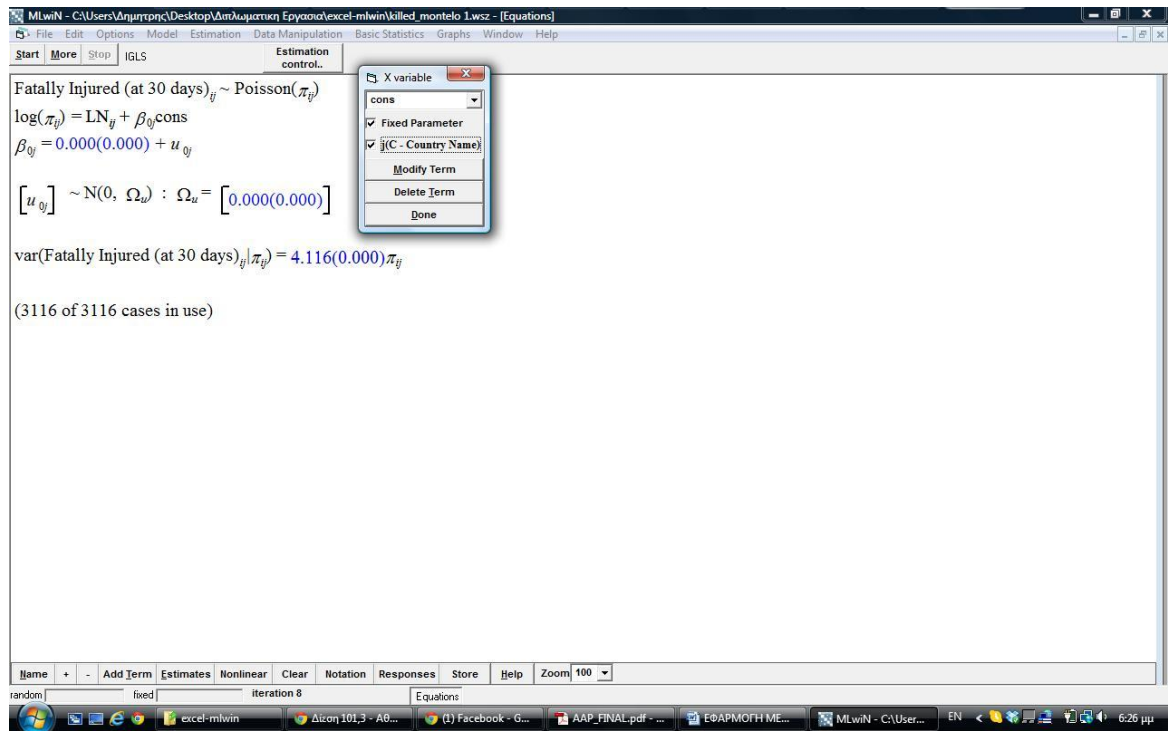 MLwiN - C:\Users\Δημητρης\Desktop\Διπλωματικη Εργασια\excel-mlwin\killed_montelo 1.wsz - [Equations]
File Edit Options Model Estimation Data Manipulation Basic Statistics Graphs Window Help
Start More Stop IGLS Estimation control..
X variable
cons
Fixed Parameter
j(C - Country Name)
Modify Term
Delete Term
Done
Fatally Injured (at 30 days)ij ~ Poisson(πij)
log(πij) = LNij + β0jcons
β0j = 0.000(0.000) + u0j
[u0j] ~ N(0, Ωu) : Ωu = [0.000(0.000)]
var(Fatally Injured (at 30 days)ij|πij) = 4.116(0.000)πij
(3116 of 3116 cases in use)
Name + - Add Term Estimates Nonlinear Clear Notation Responses Store Help Zoom 100
random fixed iteration 8 Equations
excel-mlwin Δίεση 101,3 - Αθ... (1) Facebook - G... AAP_FINAL.pdf - ... ΕΦΑΡΜΟΓΗ ΜΕ... MLwiN - C:\User... EN 6:26 μμ